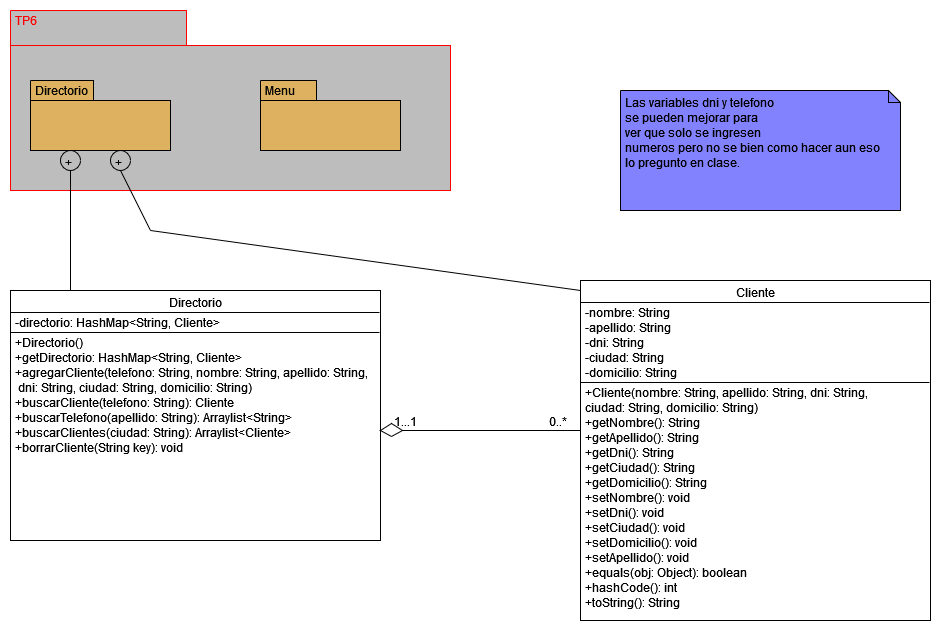 TP6
Directorio
Menu
+
+
Las variables dni y telefono
se pueden mejorar para
ver que solo se ingresen
numeros pero no se bien como hacer aun eso
lo pregunto en clase.
Directorio
-directorio: HashMap<String, Cliente>
+Directorio()
+getDirectorio: HashMap<String, Cliente>
+agregarCliente(telefono: String, nombre: String, apellido: String,
dni: String, ciudad: String, domicilio: String)
+buscarCliente(telefono: String): Cliente
+buscarTelefono(apellido: String): Arraylist<String>
+buscarClientes(ciudad: String): Arraylist<Cliente>
+borrarCliente(String key): void
1...1
0..*
Cliente
-nombre: String
-apellido: String
-dni: String
-ciudad: String
-domicilio: String
+Cliente(nombre: String, apellido: String, dni: String,
ciudad: String, domicilio: String)
+getNombre(): String
+getApellido(): String
+getDni(): String
+getCiudad(): String
+getDomicilio(): String
+setNombre(): void
+setDni(): void
+setCiudad(): void
+setDomicilio(): void
+setApellido(): void
+equals(obj: Object): boolean
+hashCode(): int
+toString(): String